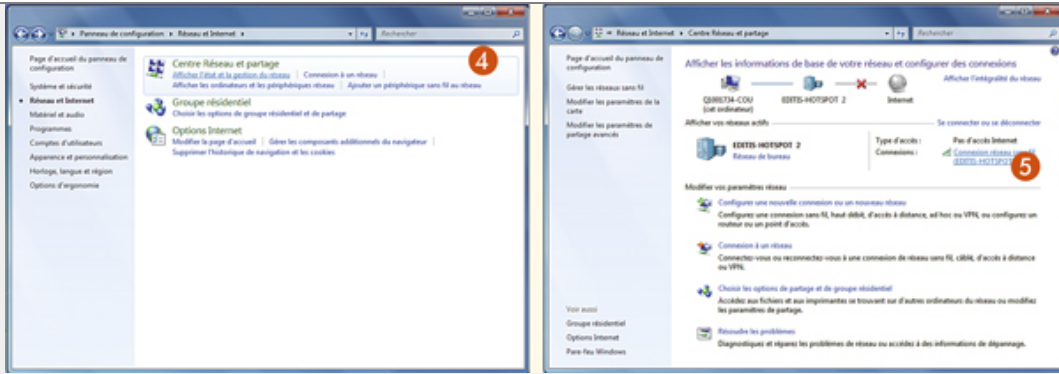 Panneau de configuration ▸ Réseau et Internet ▸
Rechercher
Page d'accueil du panneau de configuration
Système et sécurité
Réseau et Internet
Matériel et audio
Programmes
Comptes d'utilisateurs
Apparence et personnalisation
Horloge, langue et région
Options d'ergonomie
Centre Réseau et partage
Afficher l'état et la gestion du réseau | Connexion à un réseau
Afficher les ordinateurs et les périphériques réseau | Ajouter un périphérique sans fil au réseau
4
Groupe résidentiel
Choisir les options de groupe résidentiel et de partage
Options Internet
Modifier la page d'accueil | Gérer les composants additionnels du navigateur
Supprimer l'historique de navigation et les cookies
Réseau et Internet ▸ Centre Réseau et partage
Rechercher
Page d'accueil du panneau de configuration
Gérer les réseaux sans fil
Modifier les paramètres de la carte
Modifier les paramètres de partage avancés
Voir aussi
Groupe résidentiel
Options Internet
Pare-feu Windows
Afficher les informations de base de votre réseau et configurer des connexions
Afficher l'intégralité du réseau
(cet ordinateur)
EDITIS-HOTSPOT 2
Internet
Afficher vos réseaux actifs
Se connecter ou se déconnecter
EDITIS-HOTSPOT 2
Réseau de bureau
Type d'accès : Pas d'accès Internet
Connexions : Connexion réseau sans fil
(EDITIS-HOTSPOT
5
Modifier vos paramètres réseau
Configurer une nouvelle connexion ou un nouveau réseau
Configurez une connexion sans fil, haut débit, d'accès à distance, ad hoc ou VPN, ou configurez un
routeur ou un point d'accès.
Connexion à un réseau
Connectez-vous ou reconnectez-vous à une connexion de réseau sans fil, câblé, d'accès à distance
ou VPN.
Choisir les options de partage et de groupe résidentiel
Accédez aux fichiers et aux imprimantes se trouvant sur d'autres ordinateurs du réseau ou modifiez
les paramètres de partage.
Résoudre les problèmes
Diagnostiquez et réparez les problèmes de réseau ou accédez à des informations de dépannage.